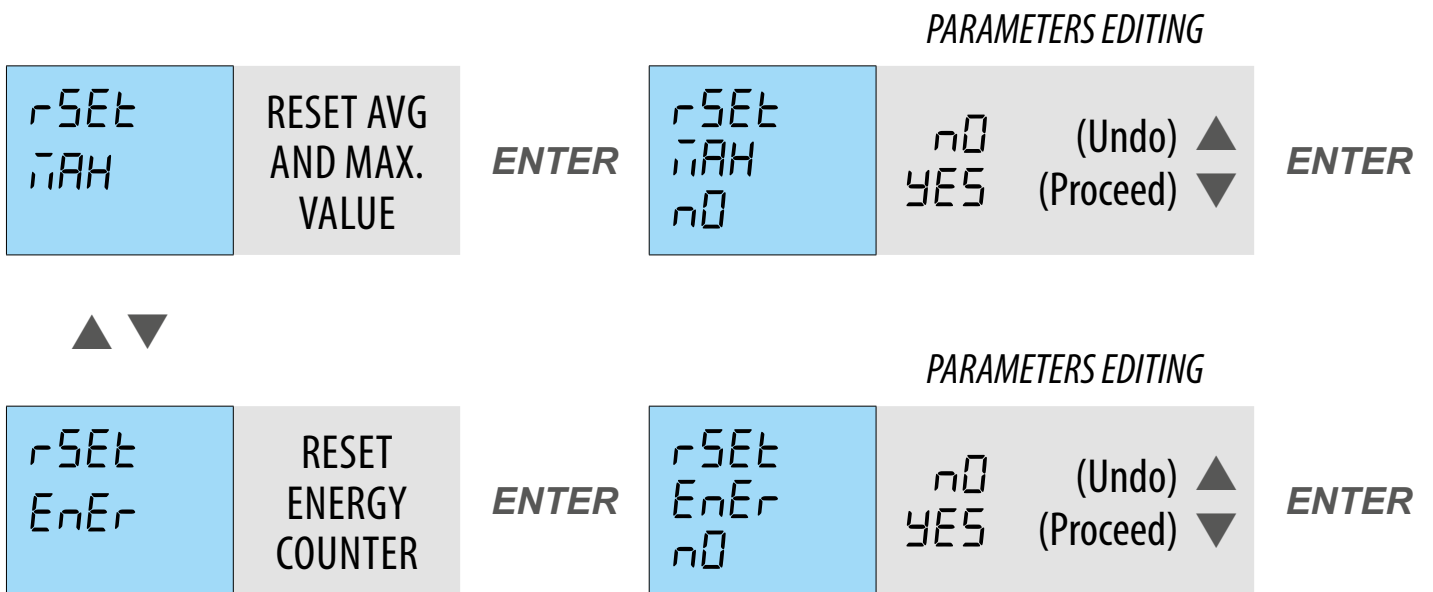 PARAMETERS EDITING
rSEt
MAH
RESET AVG
AND MAX.
VALUE
ENTER
rSEt
MAH
nO
nO (Undo) ▲
YES (Proceed) ▼
ENTER
▲ ▼
PARAMETERS EDITING
rSEt
EnEr
RESET
ENERGY
COUNTER
ENTER
rSEt
EnEr
nO
nO (Undo) ▲
YES (Proceed) ▼
ENTER